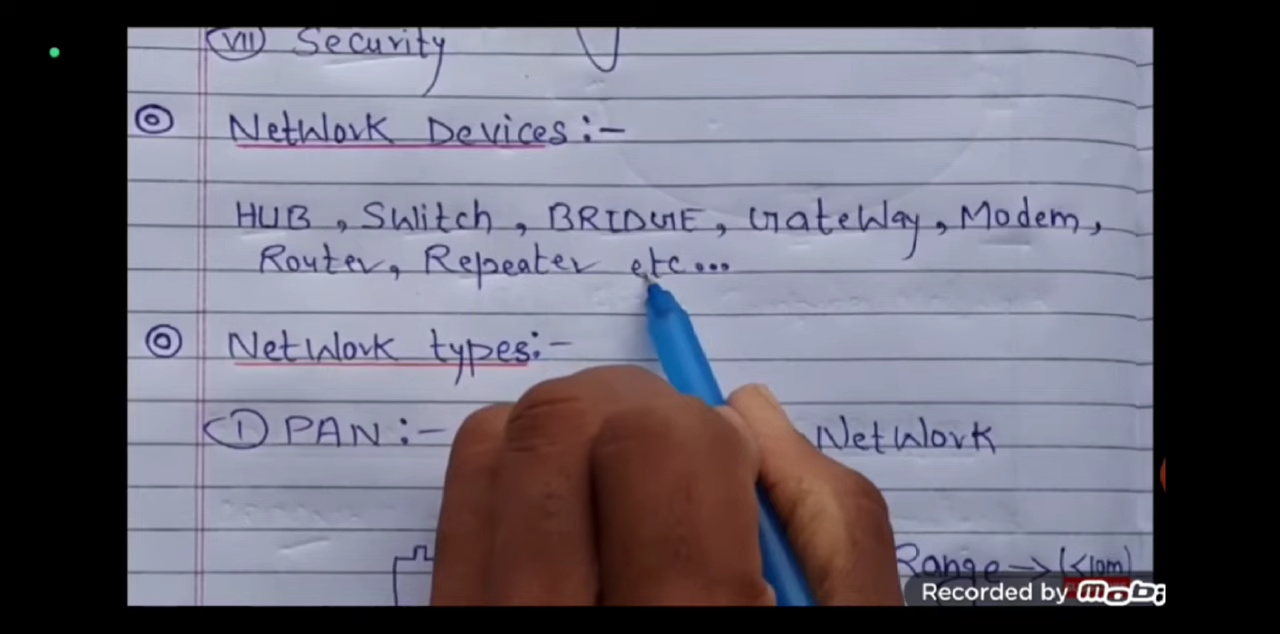 VII Security
Network Devices:-
HUB, Switch, BRIDGE, Gateway, Modem,
Router, Repeater etc...
Network types:-
1 PAN:- Network
Range → (<10m)
Recorded by mobi